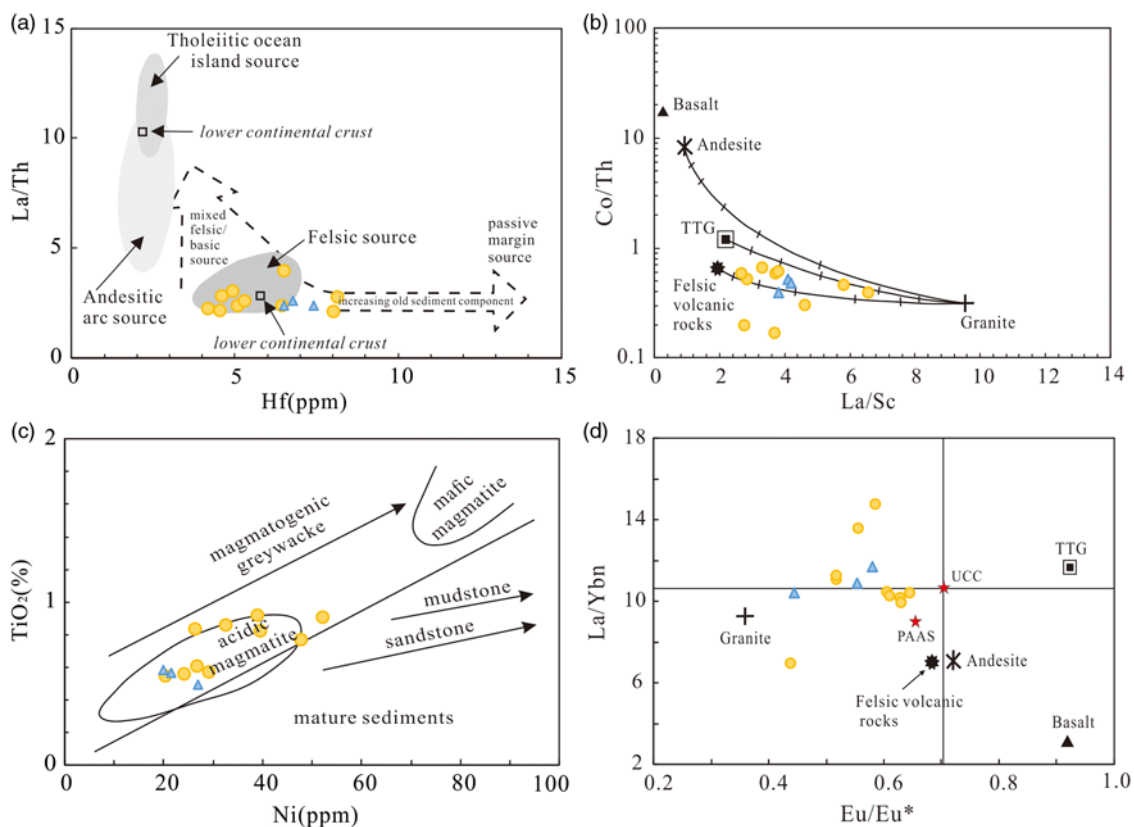 (a)
15
10
5
0
La/Th
Tholeiitic ocean
island source
lower continental crust
mixed
felsic/
basic
source
Felsic source
passive
margin
source
Andesitic
arc source
increasing old sediment component
lower continental crust
0
5
10
15
Hf(ppm)
(b)
100
10
1
0.1
Co/Th
Basalt
Andesite
TTG
Felsic
volcanic
rocks
Granite
0
2
4
6
8
10
12
14
La/Sc
(c)
2
1
0
TiO₂(%)
magmatogenic
greywacke
mafic
magmatite
acidic
magmatite
mudstone
sandstone
mature sediments
0
20
40
60
80
100
Ni(ppm)
(d)
18
14
10
6
2
La/Ybn
TTG
UCC
PAAS
Granite
Andesite
Felsic volcanic
rocks
Basalt
0.2
0.4
0.6
0.8
1.0
Eu/Eu*